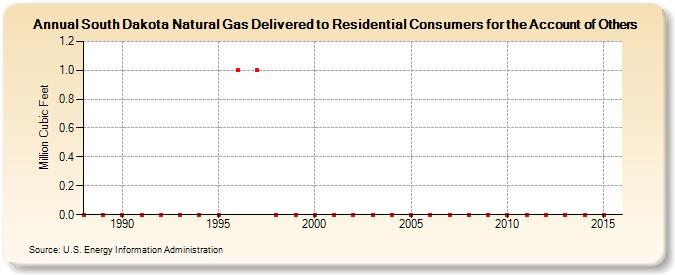 Annual South Dakota Natural Gas Delivered to Residential Consumers for the Account of Others
Million Cubic Feet
1.2
1.0
0.8
0.6
0.4
0.2
0.0
1990 1995 2000 2005 2010 2015
Source: U.S. Energy Information Administration